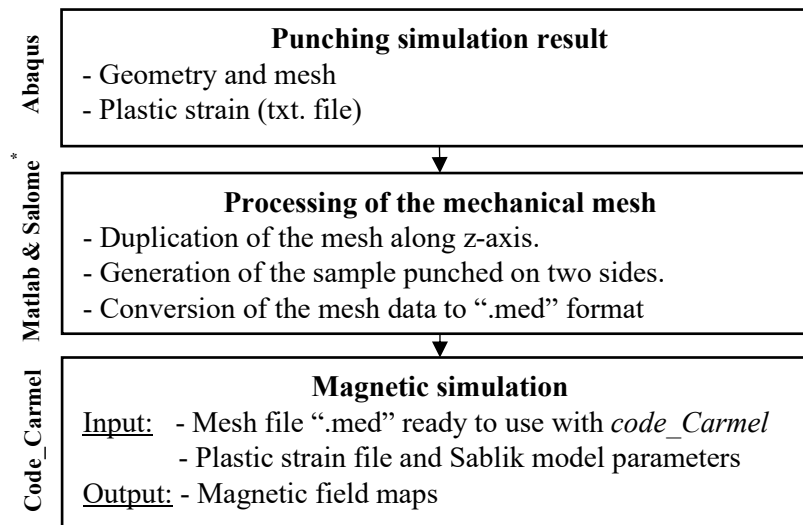 Abaqus
Punching simulation result
- Geometry and mesh
- Plastic strain (txt. file)
Matlab & Salome*
Processing of the mechanical mesh
- Duplication of the mesh along z-axis.
- Generation of the sample punched on two sides.
- Conversion of the mesh data to “.med” format
Code_Carmel
Magnetic simulation
Input: - Mesh file “.med” ready to use with code_Carmel
- Plastic strain file and Sablik model parameters
Output: - Magnetic field maps